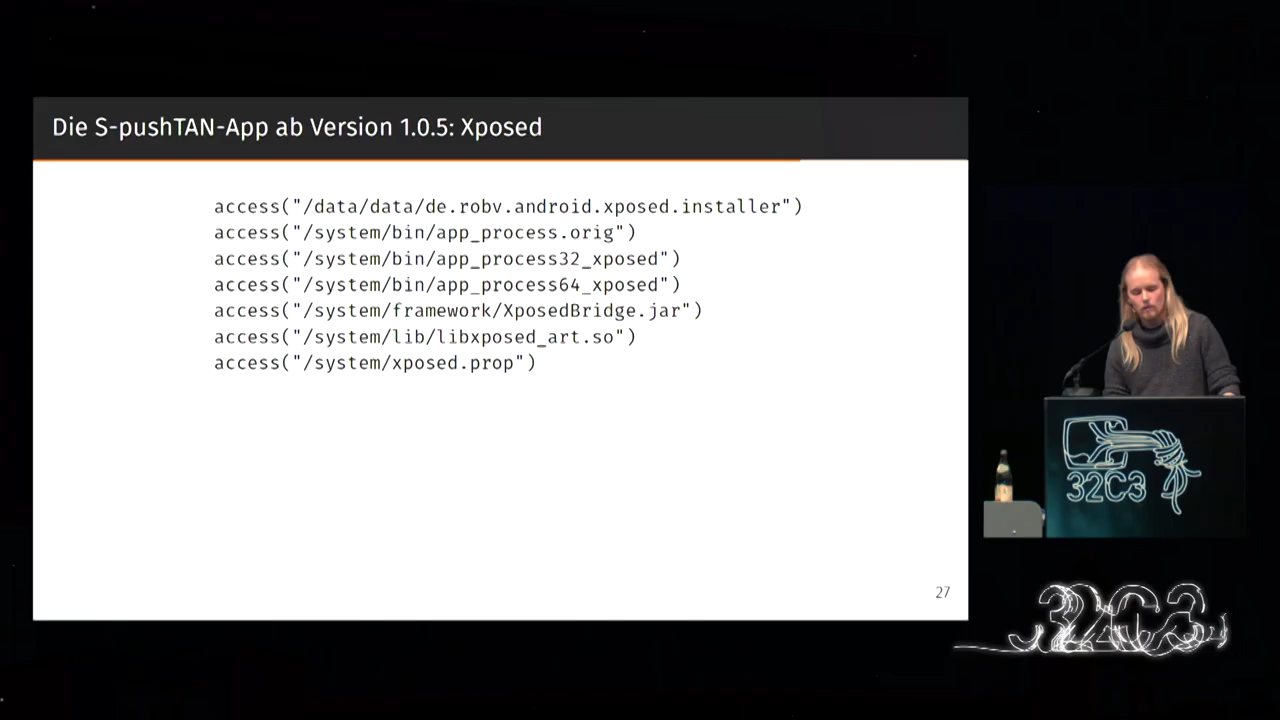 Die S-pushTAN-App ab Version 1.0.5: Xposed
access("/data/data/de.robv.android.xposed.installer")
access("/system/bin/app_process.orig")
access("/system/bin/app_process32_xposed")
access("/system/bin/app_process64_xposed")
access("/system/framework/XposedBridge.jar")
access("/system/lib/libxposed_art.so")
access("/system/xposed.prop")
27
32C3
32C3